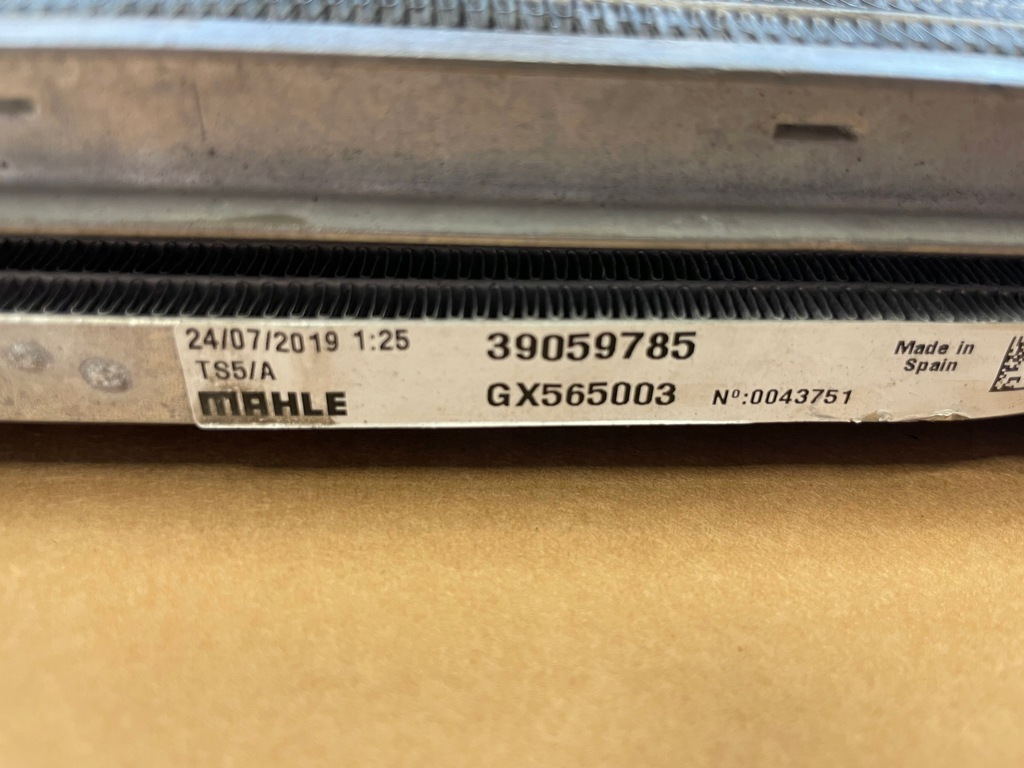 24/07/2019 1:25
TS5/A
MAHLE
39059785
GX565003 Nº:0043751
Made in
Spain